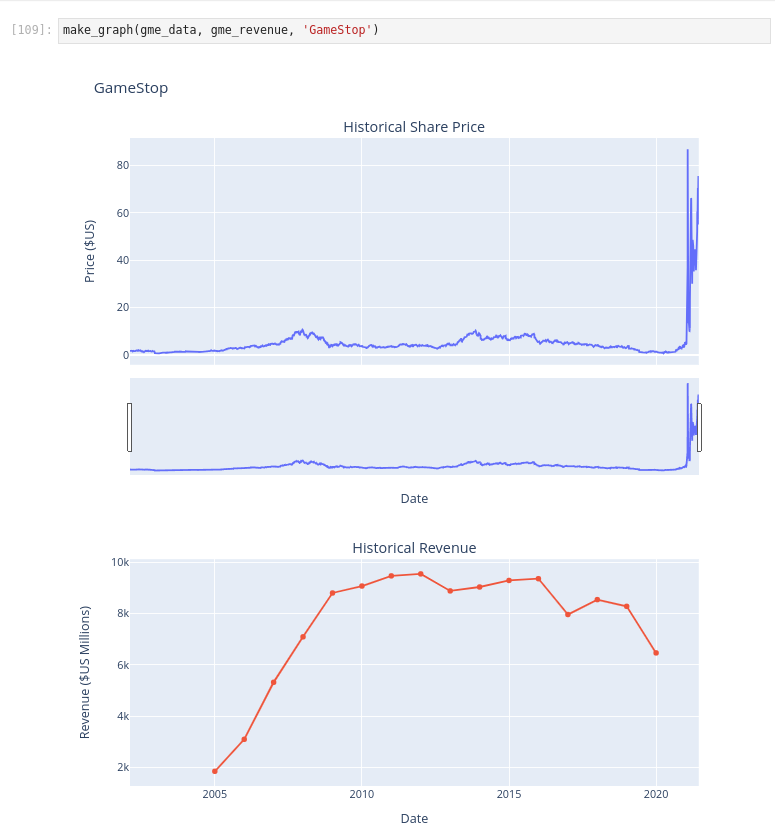 [109]: make_graph(gme_data, gme_revenue, 'GameStop')
GameStop
Historical Share Price
80
60
40
20
0
Price ($US)
Date
Historical Revenue
10k
8k
6k
4k
2k
Revenue ($US Millions)
2005 2010 2015 2020
Date